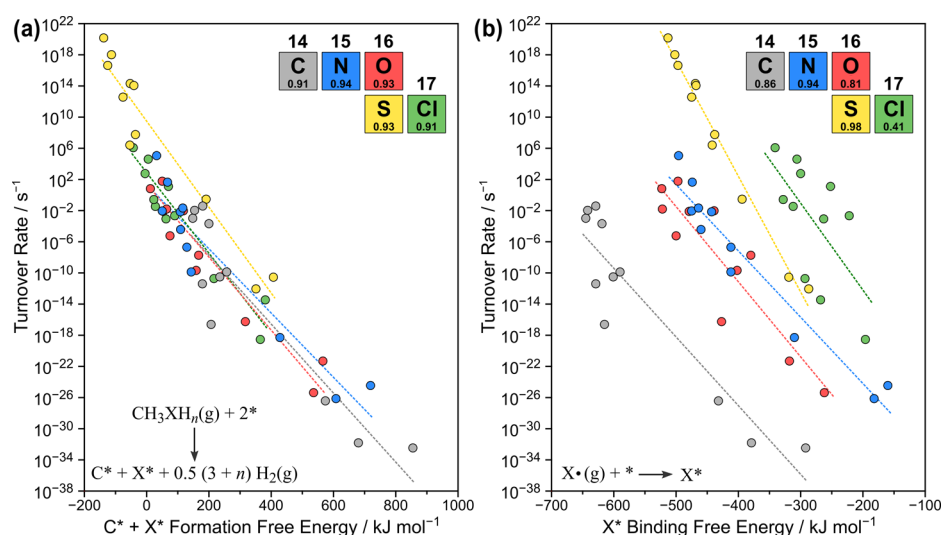 (a)
14 15 16
C N O
0.91 0.94 0.93
17
S Cl
0.93 0.91
Turnover Rate / s⁻¹
10²²
10¹⁸
10¹⁴
10¹⁰
10⁶
10²
10⁻²
10⁻⁶
10⁻¹⁰
10⁻¹⁴
10⁻¹⁸
10⁻²²
10⁻²⁶
10⁻³⁰
10⁻³⁴
10⁻³⁸
CH₃XHₙ(g) + 2*
C* + X* + 0.5 (3 + n) H₂(g)
−200 0 200 400 600 800 1000
C* + X* Formation Free Energy / kJ mol⁻¹
(b)
14 15 16
C N O
0.86 0.94 0.81
17
S Cl
0.98 0.41
Turnover Rate / s⁻¹
10²²
10¹⁸
10¹⁴
10¹⁰
10⁶
10²
10⁻²
10⁻⁶
10⁻¹⁰
10⁻¹⁴
10⁻¹⁸
10⁻²²
10⁻²⁶
10⁻³⁰
10⁻³⁴
10⁻³⁸
X•(g) + * → X*
−700 −600 −500 −400 −300 −200 −100
X* Binding Free Energy / kJ mol⁻¹